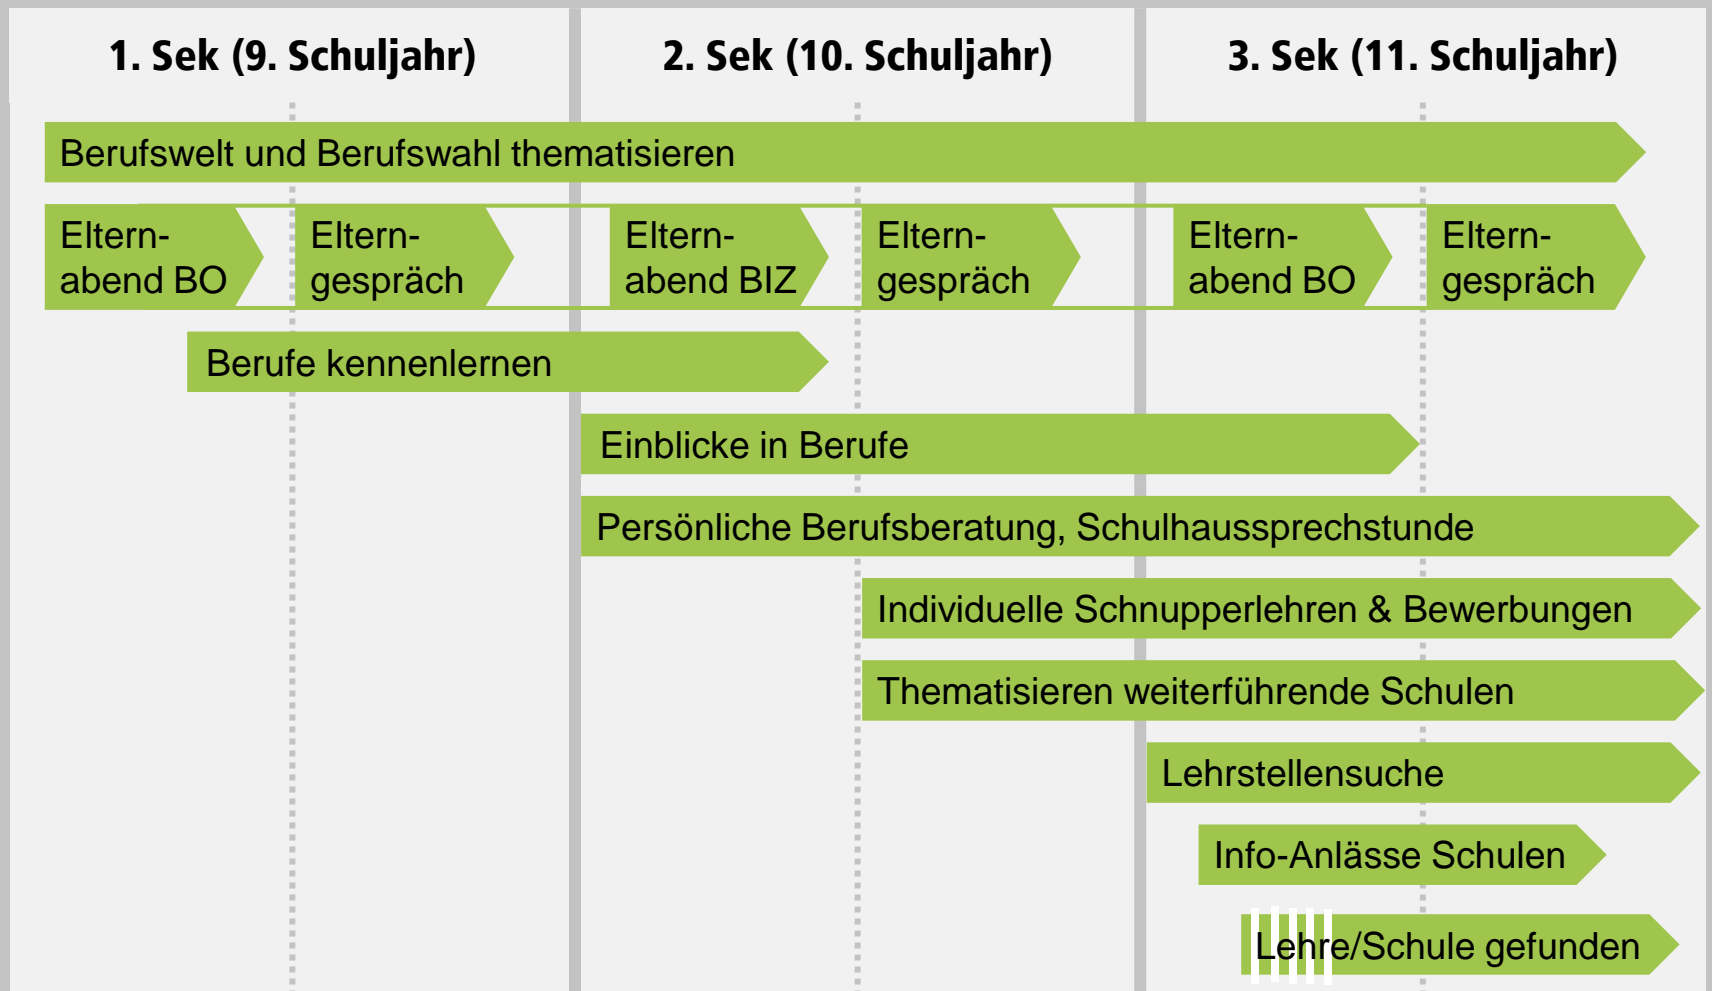 1. Sek (9. Schuljahr)
2. Sek (10. Schuljahr)
3. Sek (11. Schuljahr)
Berufswelt und Berufswahl thematisieren
Eltern-
abend BO
Eltern-
gespräch
Eltern-
abend BIZ
Eltern-
gespräch
Eltern-
abend BO
Eltern-
gespräch
Berufe kennenlernen
Einblicke in Berufe
Persönliche Berufsberatung, Schulhaussprechstunde
Individuelle Schnupperlehren & Bewerbungen
Thematisieren weiterführende Schulen
Lehrstellensuche
Info-Anlässe Schulen
Lehre/Schule gefunden